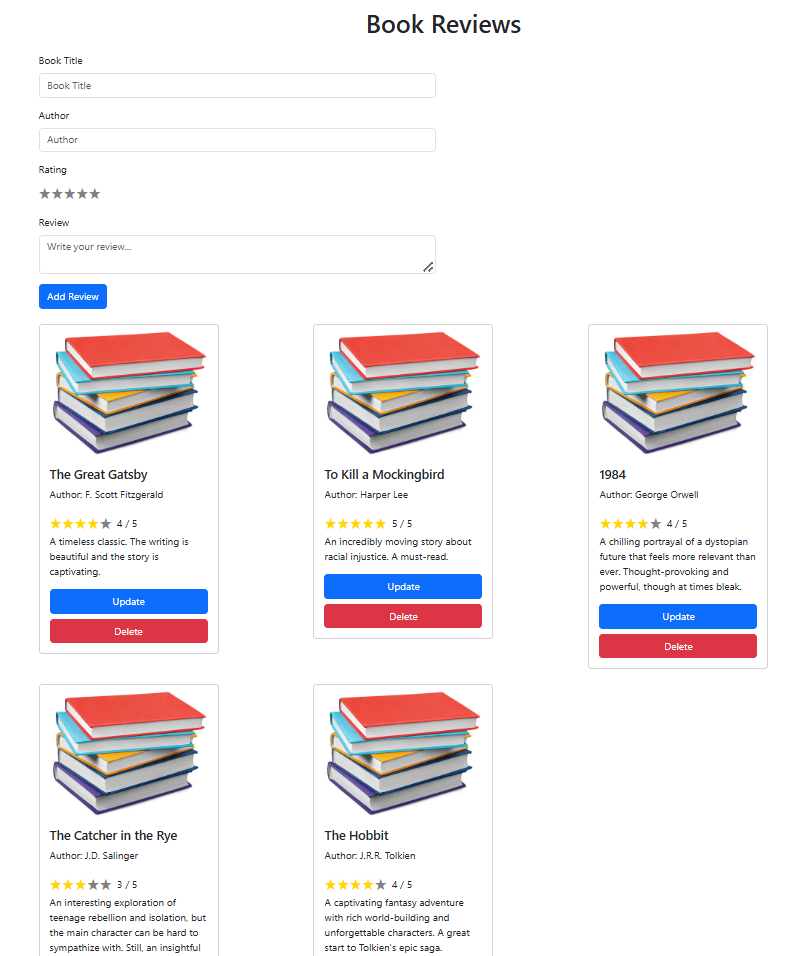 Book Reviews
Book Title
Book Title
Author
Author
Rating
★★★★★
Review
Write your review...
Add Review
The Great Gatsby
Author: F. Scott Fitzgerald
★★★★★ 4 / 5
A timeless classic. The writing is
beautiful and the story is
captivating.
Update
Delete
To Kill a Mockingbird
Author: Harper Lee
★★★★★ 5 / 5
An incredibly moving story about
racial injustice. A must-read.
Update
Delete
1984
Author: George Orwell
★★★★★ 4 / 5
A chilling portrayal of a dystopian
future that feels more relevant than
ever. Thought-provoking and
powerful, though at times bleak.
Update
Delete
The Catcher in the Rye
Author: J.D. Salinger
★★★★★ 3 / 5
An interesting exploration of
teenage rebellion and isolation, but
the main character can be hard to
sympathize with. Still, an insightful
The Hobbit
Author: J.R.R. Tolkien
★★★★★ 4 / 5
A captivating fantasy adventure
with rich world-building and
unforgettable characters. A great
start to Tolkien's epic saga.